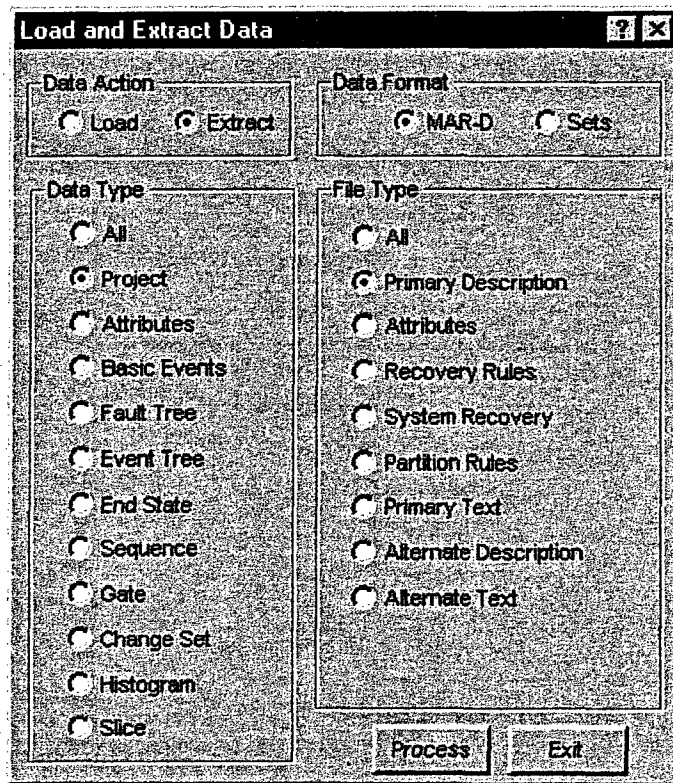 Load and Extract Data
Data Action
Load
Extract
Data Format
MAR-D
Sets
Data Type
All
Project
Attributes
Basic Events
Fault Tree
Event Tree
End State
Sequence
Gate
Change Set
Histogram
Slice
File Type
All
Primary Description
Attributes
Recovery Rules
System Recovery
Partition Rules
Primary Text
Alternate Description
Alternate Text
Process
Exit